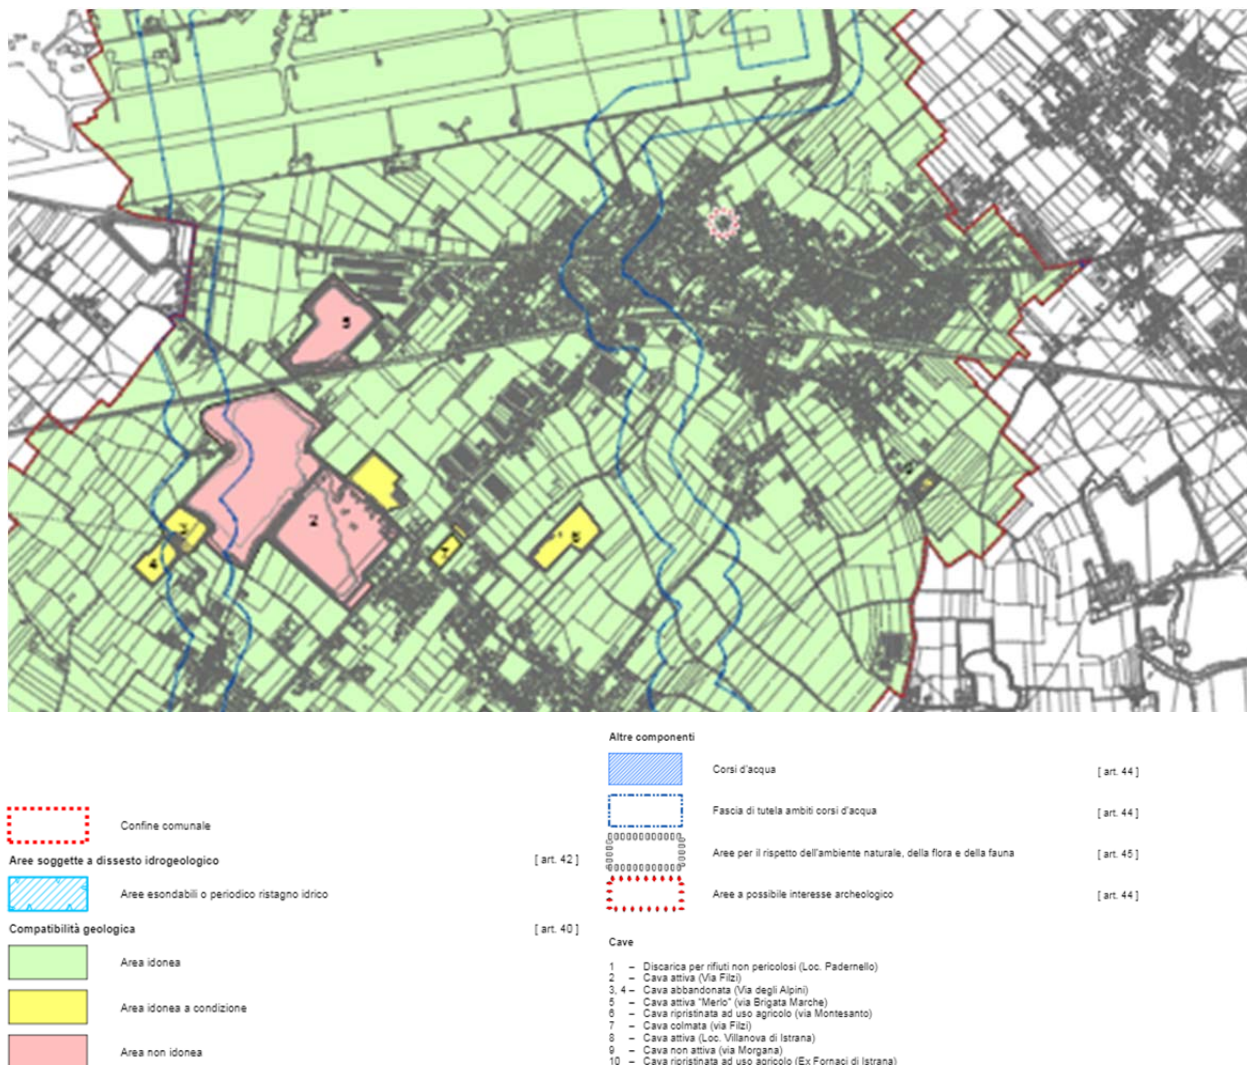 5
2
3
4
6
Confine comunale
Aree soggette a dissesto idrogeologico [ art. 42 ]
Aree esondabili o periodico ristagno idrico
Compatibilità geologica [ art. 40 ]
Area idonea
Area idonea a condizione
Area non idonea
Altre componenti
Corsi d'acqua [ art. 44 ]
Fascia di tutela ambiti corsi d'acqua [ art. 44 ]
Aree per il rispetto dell'ambiente naturale, della flora e della fauna [ art. 45 ]
Aree a possibile interesse archeologico [ art. 44 ]
Cave
1 – Discarica per rifiuti non pericolosi (Loc. Padernello)
2 – Cava attiva (Via Filzi)
3, 4 – Cava abbandonata (Via degli Alpini)
5 – Cava attiva "Merlo" (via Brigata Marche)
6 – Cava ripristinata ad uso agricolo (via Montesanto)
7 – Cava colmata (via Filzi)
8 – Cava attiva (Loc. Villanova di Istrana)
9 – Cava non attiva (via Morgana)
10 – Cava ripristinata ad uso agricolo (Ex Fornaci di Istrana)